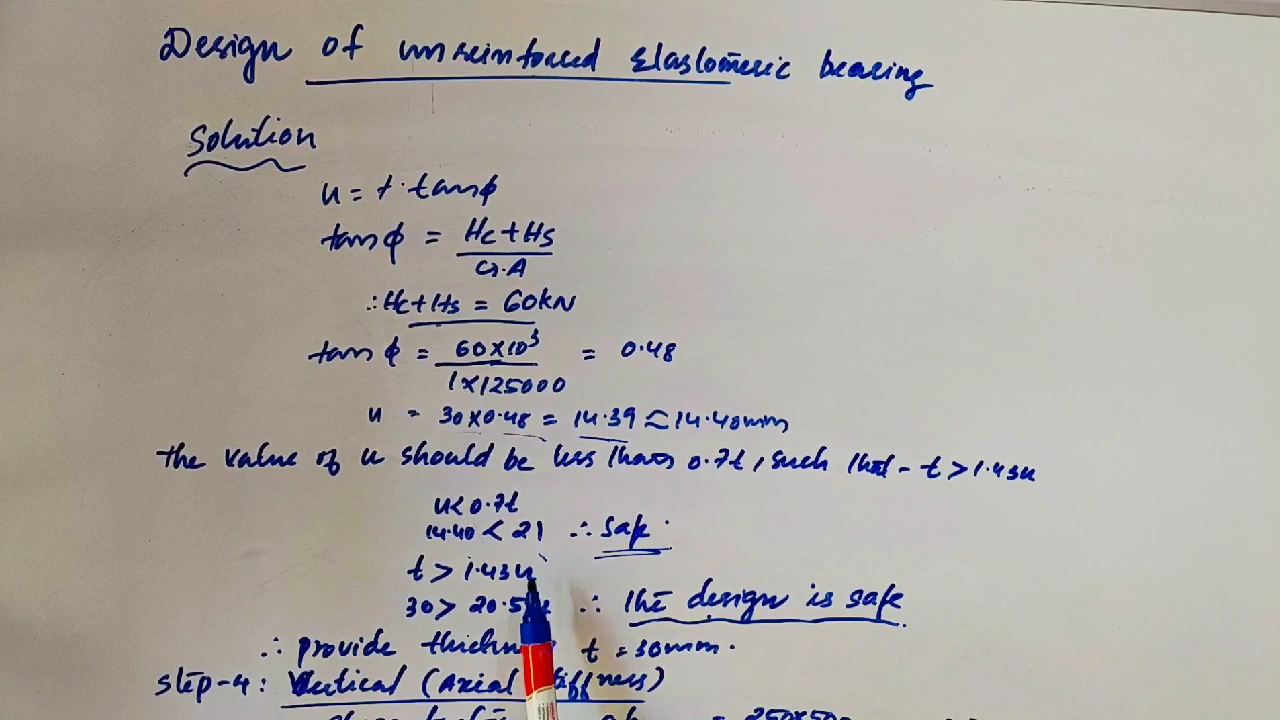 Design of unreinforced Elastomeric bearing
Solution
u = t · tanϕ
tanϕ = Hc+Hs / G.A
∴ Hc+Hs = 60kN
tanϕ = 60×10³ / 1×125000 = 0.48
u = 30×0.48 = 14.39 ≃ 14.40mm
the value of u should be less than 0.7t, such that t > 1.43u
u < 0.7t
14.40 < 21 ∴ Safe.
t > 1.43u
30 > 20.5 ∴ The design is safe.
∴ provide t = 30mm.
Step-4: Vertical (Axial